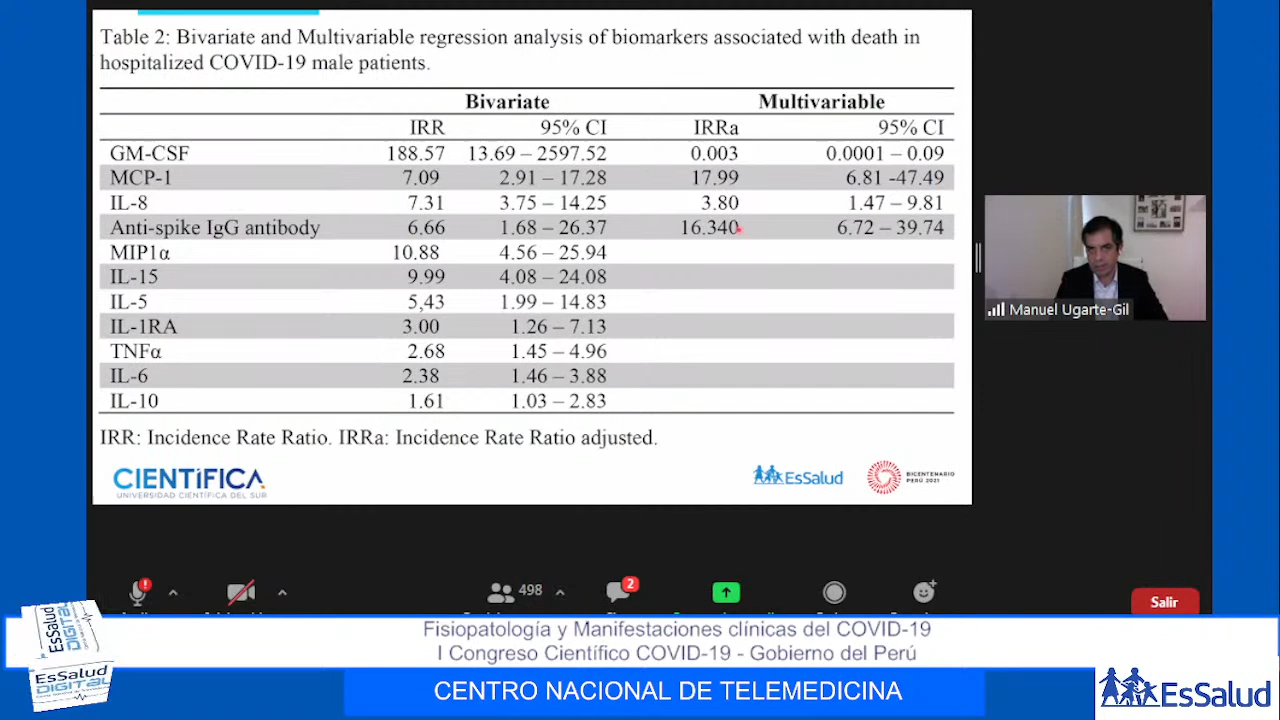 Table 2: Bivariate and Multivariable regression analysis of biomarkers associated with death in
hospitalized COVID-19 male patients.
Bivariate Multivariable
IRR 95% CI IRRa 95% CI
GM-CSF 188.57 13.69 – 2597.52 0.003 0.0001 – 0.09
MCP-1 7.09 2.91 – 17.28 17.99 6.81 -47.49
IL-8 7.31 3.75 – 14.25 3.80 1.47 – 9.81
Anti-spike IgG antibody 6.66 1.68 – 26.37 16.340 6.72 – 39.74
MIP1α 10.88 4.56 – 25.94
IL-15 9.99 4.08 – 24.08
IL-5 5,43 1.99 – 14.83
IL-1RA 3.00 1.26 – 7.13
TNFα 2.68 1.45 – 4.96
IL-6 2.38 1.46 – 3.88
IL-10 1.61 1.03 – 2.83
IRR: Incidence Rate Ratio. IRRa: Incidence Rate Ratio adjusted.
CIENTÍFICA
UNIVERSIDAD CIENTÍFICA DEL SUR
EsSalud
BICENTENARIO
PERÚ 2021
Manuel Ugarte-Gil
498
2
Salir
EsSalud
DIGITAL
EsSalud
DIGITAL
Fisiopatología y Manifestaciones clínicas del COVID-19
I Congreso Científico COVID-19 - Gobierno del Perú
CENTRO NACIONAL DE TELEMEDICINA
EsSalud